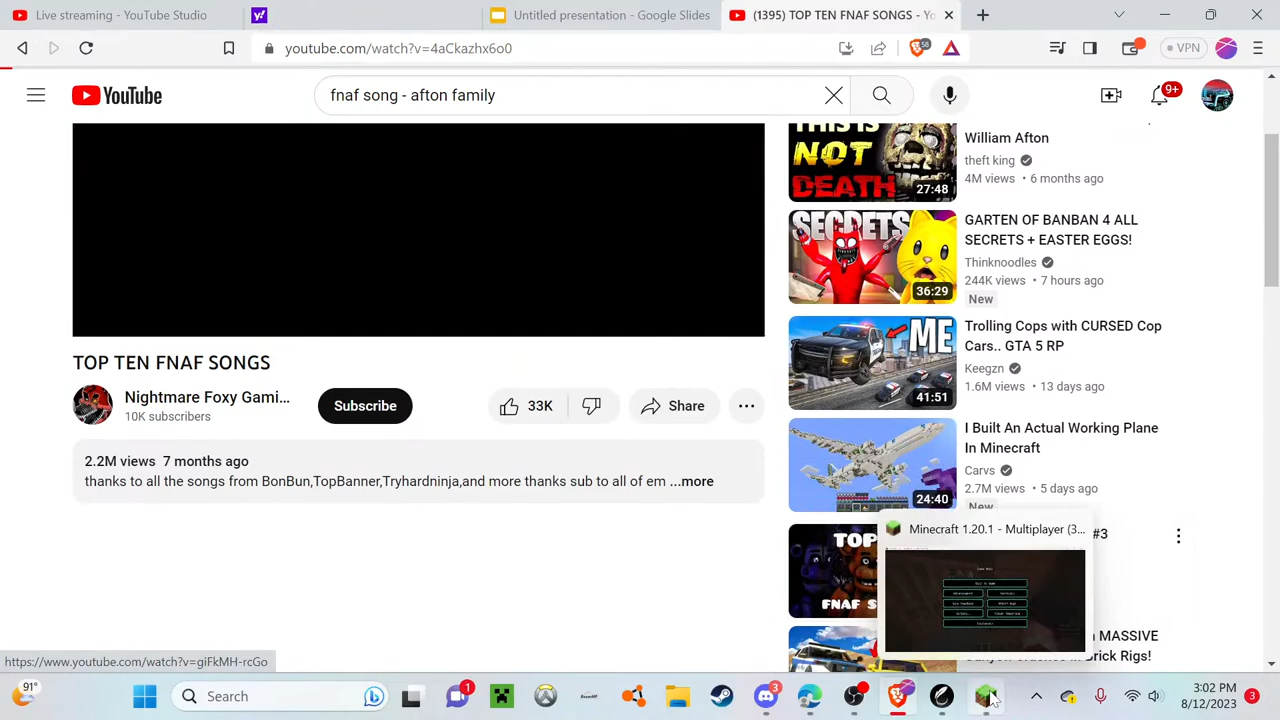 Live streaming - YouTube Studio
Untitled presentation - Google Slides
(1395) TOP TEN FNAF SONGS - Yo
youtube.com/watch?v=4aCkazhx6o0
58
VPN
YouTube
fnaf song - afton family
9+
THIS IS
NOT
DEATH
27:48
William Afton
theft king
4M views • 6 months ago
SECRETS
36:29
GARTEN OF BANBAN 4 ALL
SECRETS + EASTER EGGS!
Thinknoodles
244K views • 7 hours ago
New
ME
41:51
Trolling Cops with CURSED Cop
Cars.. GTA 5 RP
Keegzn
1.6M views • 13 days ago
24:40
I Built An Actual Working Plane
In Minecraft
Carvs
2.7M views • 5 days ago
New
TOP TEN FNAF SONGS
Nightmare Foxy Gami...
10K subscribers
Subscribe
33K
Share
2.2M views 7 months ago
thanks to all the songs from BonBun,TopBanner,Tryhardninja,and more thanks sub to all of em ...more
TOP
FNAF S
#3
Minecraft 1.20.1 - Multiplayer (3...
MASSIVE
Brick Rigs!
https://www.youtube.com/watch?v=giFkMH-rcGo
91°
Search
1
3
3:02 PM
8/12/2023
3